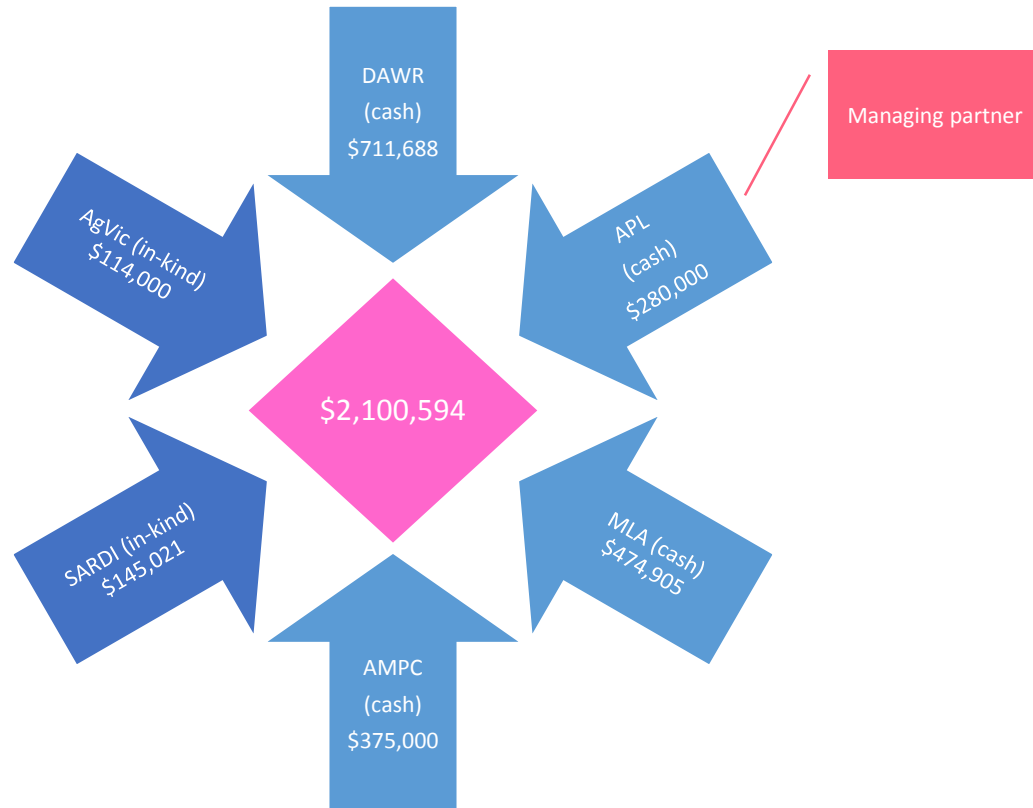 DAWR
(cash)
$711,688
Managing partner
APL
(cash)
$280,000
MLA (cash)
$474,905
AMPC
(cash)
$375,000
SARDI (in-kind)
$145,021
AgVic (in-kind)
$114,000
$2,100,594